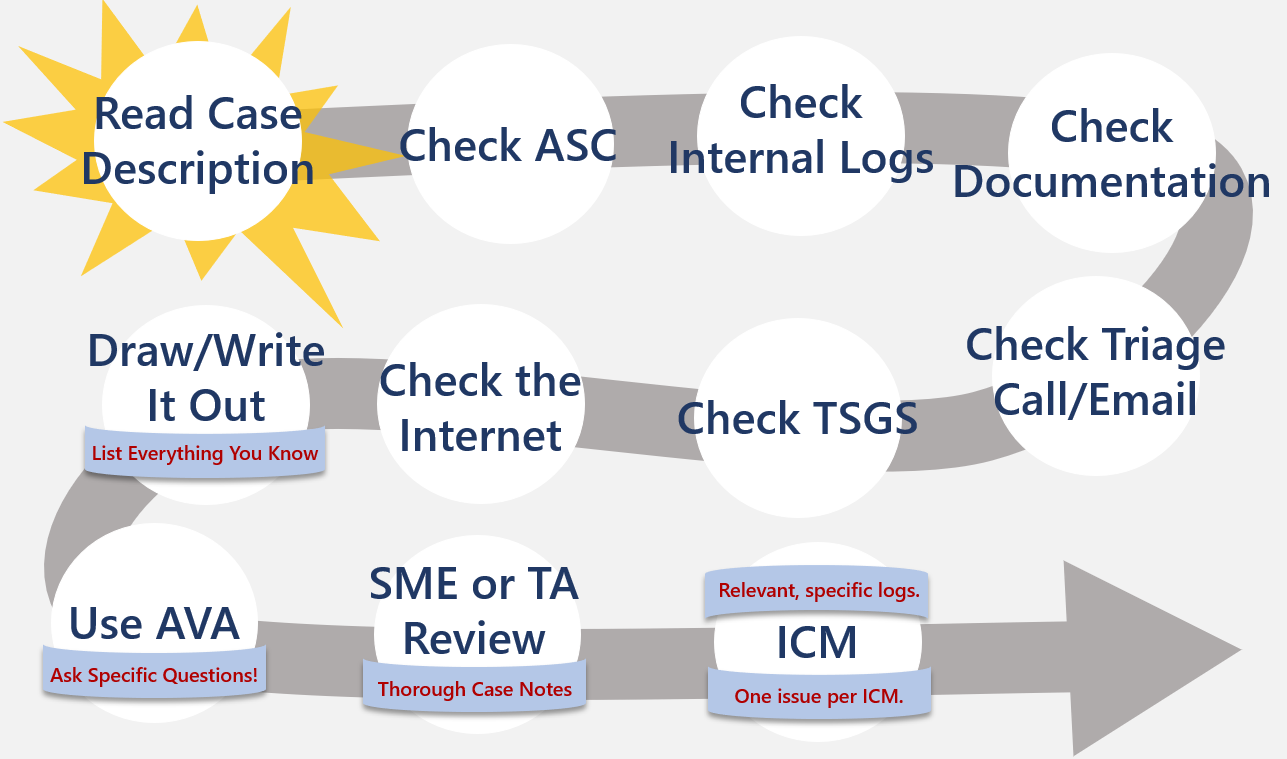 Read Case
Description
Check ASC
Check
Internal Logs
Check
Documentation
Check Triage
Call/Email
Check TSGS
Check the
Internet
Draw/Write
It Out
List Everything You Know
Use AVA
Ask Specific Questions!
SME or TA
Review
Thorough Case Notes
Relevant, specific logs.
ICM
One issue per ICM.